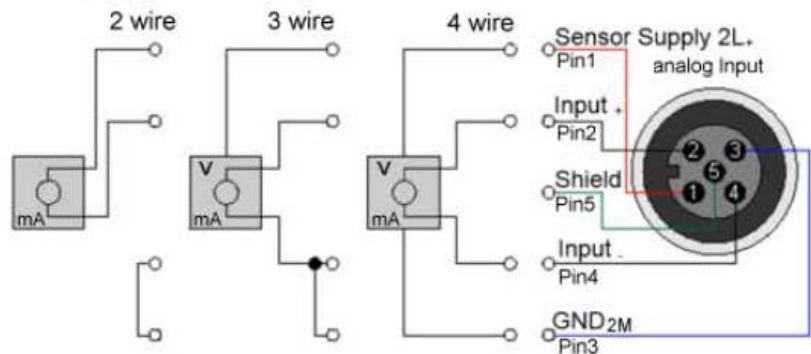 2 wire
3 wire
4 wire
Sensor Supply 2L+
Pin1
analog Input
Input +
Pin2
Shield
Pin5
Input -
Pin4
GND2M
Pin3
mA
V
mA
V
mA
2
3
5
1
4